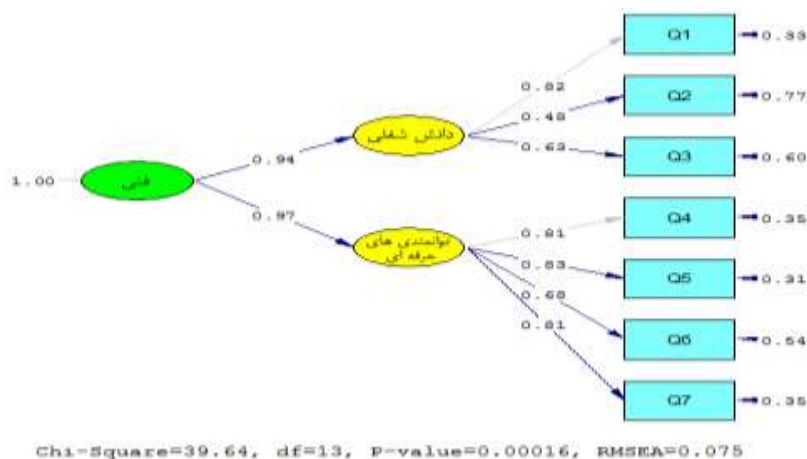 Q1
0.33
0.82
Q2
0.77
0.48
دانش شغلی
Q3
0.60
0.63
0.94
1.00
فنی
Q4
0.35
0.81
0.97
توانمندی های
حرفه ای
0.83
Q5
0.31
0.68
Q6
0.54
0.81
Q7
0.35
Chi-Square=39.64, df=13, P-value=0.00016, RMSEA=0.075